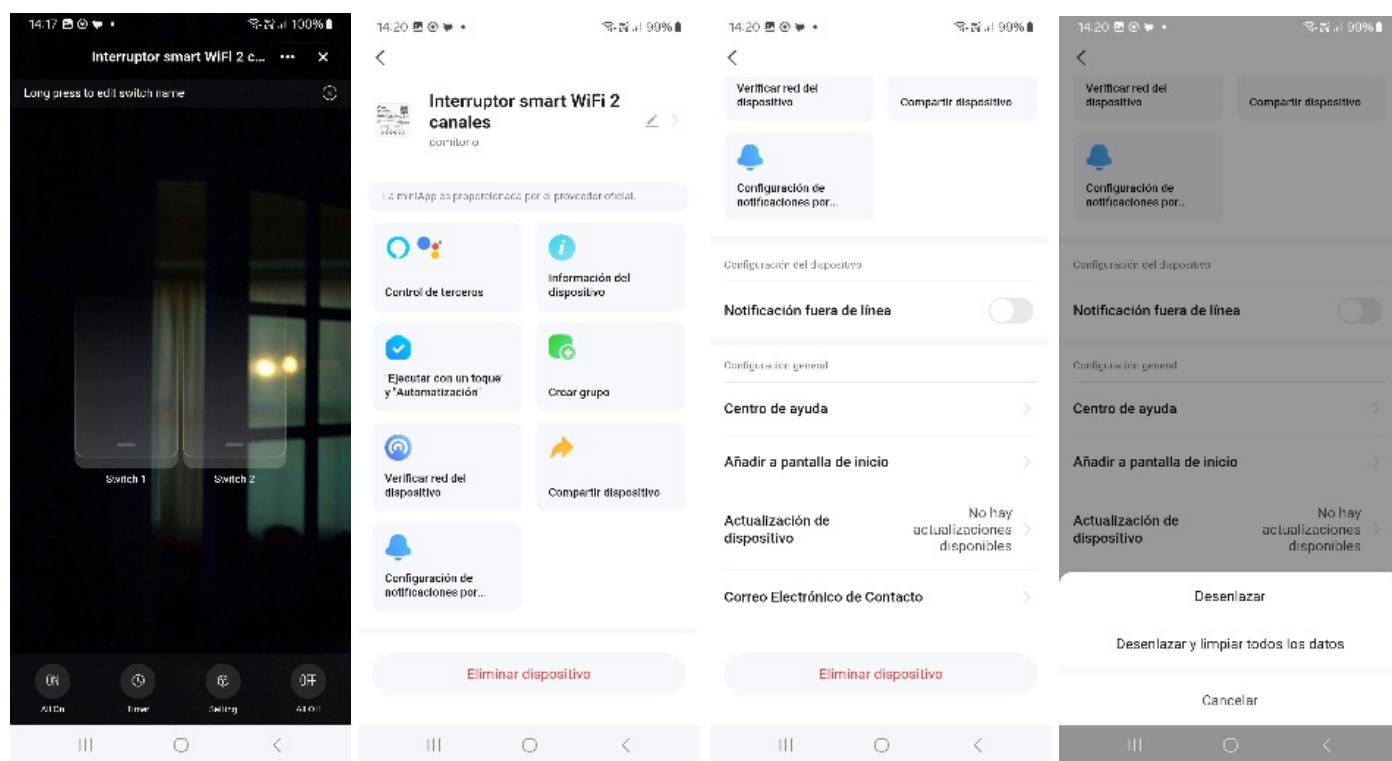 14:17
100%
Interruptor smart WiFi 2 c...
Long press to edit switch name
Switch 1
Switch 2
ON
OFF
All On
Timer
Setting
All Off
14:20
99%
Interruptor smart WiFi 2
canales
La miniApp es proporcionada por el proveedor oficial.
Control de terceros
Información del
dispositivo
"Ejecutar con un toque"
y "Automatización"
Crear grupo
Verificar red del
dispositivo
Compartir dispositivo
Configuración de
notificaciones por...
Eliminar dispositivo
14:20
99%
Verificar red del
dispositivo
Compartir dispositivo
Configuración de
notificaciones por...
Configuración del dispositivo
Notificación fuera de línea
Configuración general
Centro de ayuda
Añadir a pantalla de inicio
Actualización de
dispositivo
No hay
actualizaciones
disponibles
Correo Electrónico de Contacto
Eliminar dispositivo
14:20
99%
Verificar red del
dispositivo
Compartir dispositivo
Configuración de
notificaciones por...
Configuración del dispositivo
Notificación fuera de línea
Configuración general
Centro de ayuda
Añadir a pantalla de inicio
Actualización de
dispositivo
No hay
actualizaciones
disponibles
Desenlazar
Desenlazar y limpiar todos los datos
Cancelar